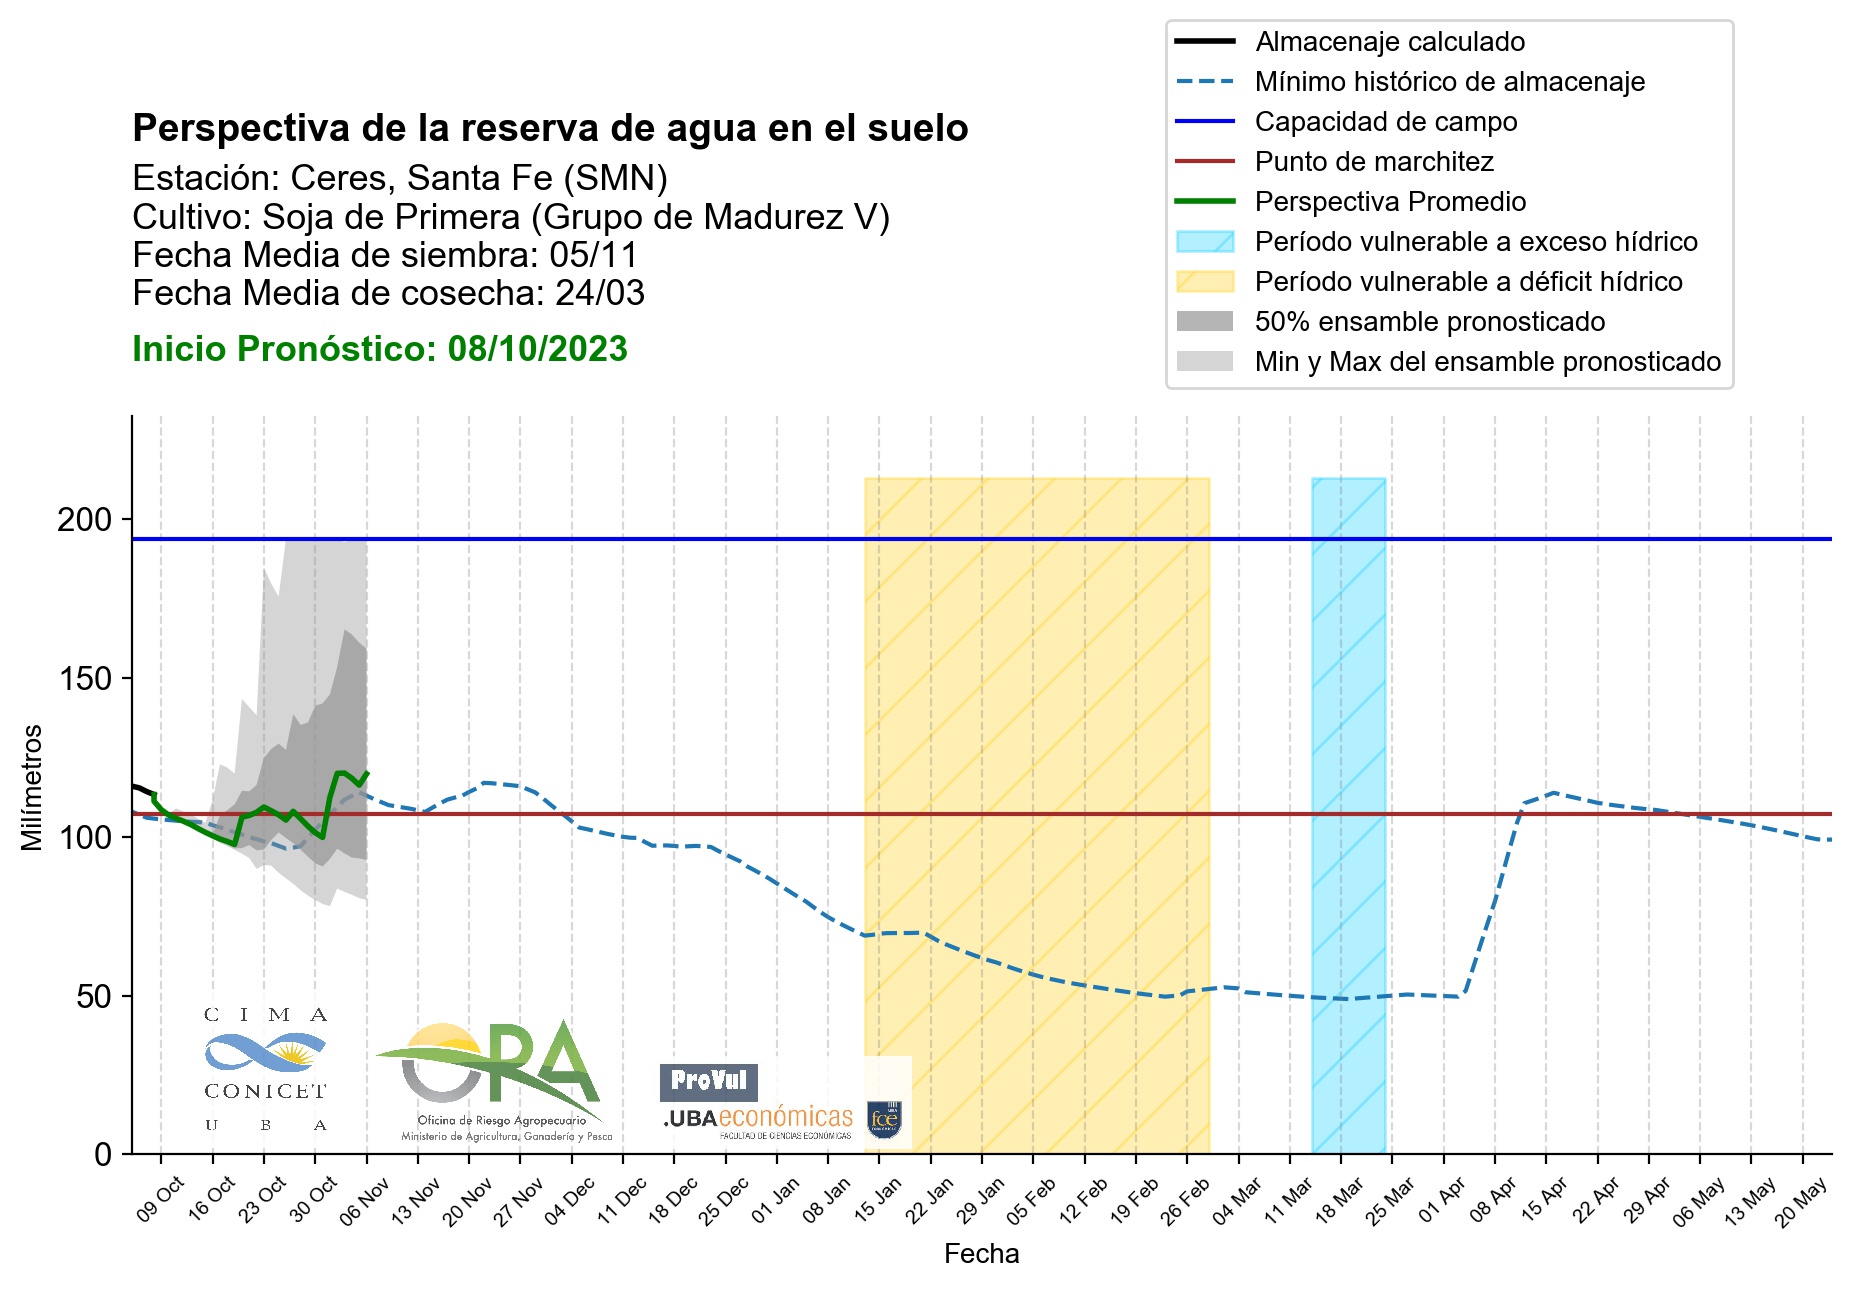 Almacenaje calculado
Mínimo histórico de almacenaje
Capacidad de campo
Punto de marchitez
Perspectiva Promedio
Período vulnerable a exceso hídrico
Período vulnerable a déficit hídrico
50% ensamble pronosticado
Min y Max del ensamble pronosticado
Perspectiva de la reserva de agua en el suelo
Estación: Ceres, Santa Fe (SMN)
Cultivo: Soja de Primera (Grupo de Madurez V)
Fecha Media de siembra: 05/11
Fecha Media de cosecha: 24/03
Inicio Pronóstico: 08/10/2023
Milímetros
200
150
100
50
0
CIMA
CONICET
UBA
OPA
Oficina de Riesgo Agropecuario
Ministerio de Agricultura, Ganadería y Pesca
ProVul
.UBAeconómicas
FACULTAD DE CIENCIAS ECONÓMICAS
UBA
fce
09 Oct
16 Oct
23 Oct
30 Oct
06 Nov
13 Nov
20 Nov
27 Nov
04 Dec
11 Dec
18 Dec
25 Dec
01 Jan
08 Jan
15 Jan
22 Jan
29 Jan
05 Feb
12 Feb
19 Feb
26 Feb
04 Mar
11 Mar
18 Mar
25 Mar
01 Apr
08 Apr
15 Apr
22 Apr
29 Apr
06 May
13 May
20 May
Fecha